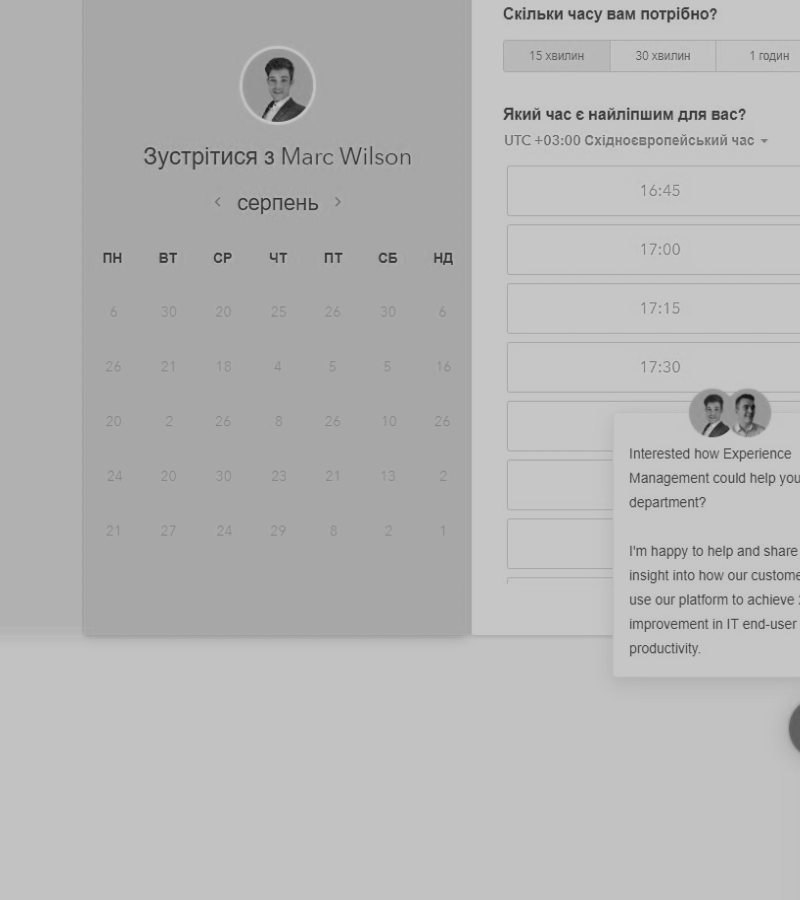 Зустрітися з Marc Wilson
серпень
ПН ВТ СР ЧТ ПТ СБ НД
6 30 20 25 26 30 6
26 21 18 4 5 5 16
20 2 26 8 26 10 26
24 20 30 23 21 13 2
21 27 24 29 8 2 1
Скільки часу вам потрібно?
15 хвилин 30 хвилин 1 годин
Який час є найліпшим для вас?
UTC +03:00 Східноєвропейський час
16:45
17:00
17:15
17:30
Interested how Experience
Management could help you
department?
I'm happy to help and share
insight into how our custome
use our platform to achieve
improvement in IT end-user
productivity.